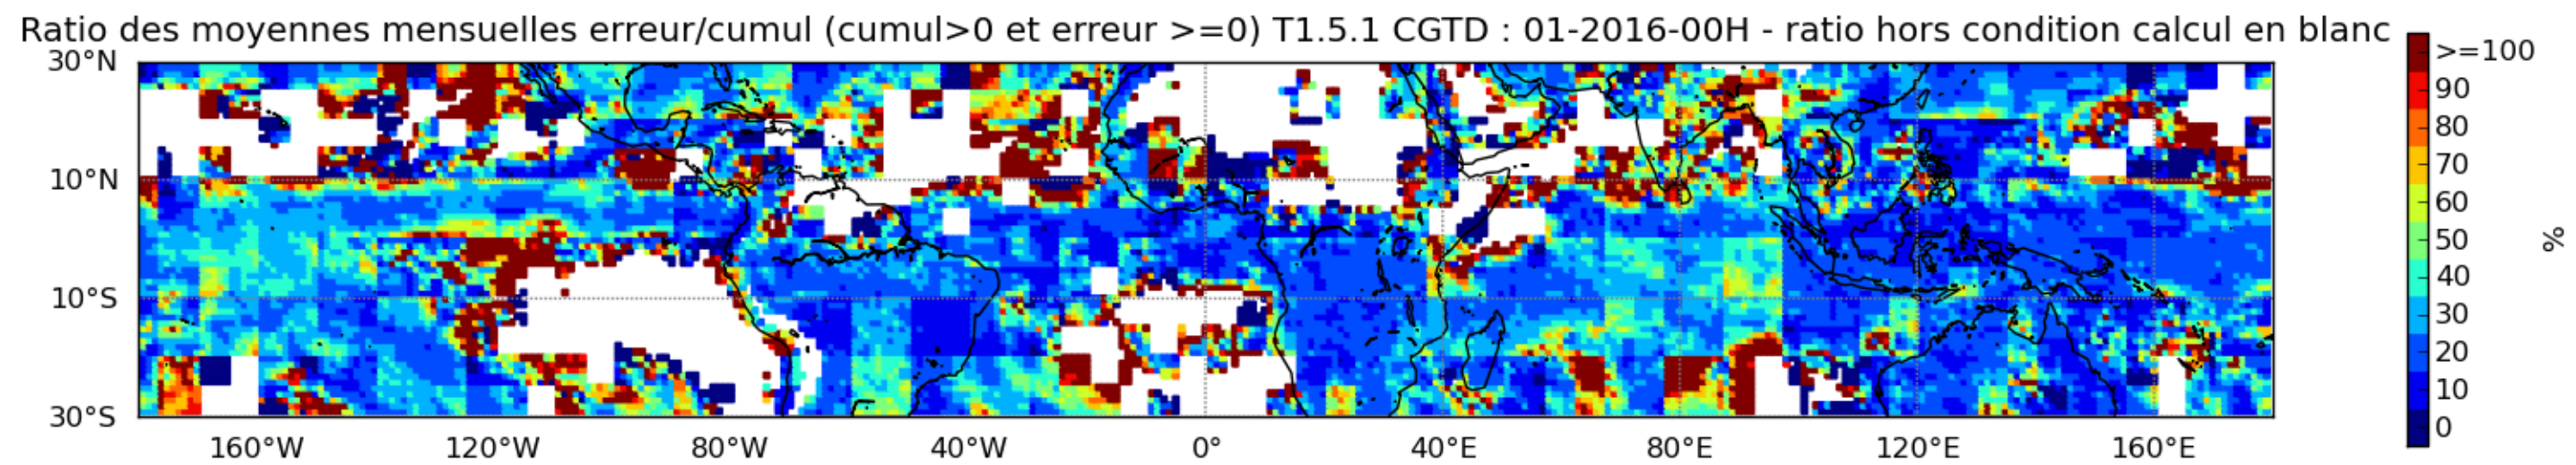 Ratio des moyennes mensuelles erreur/cumul (cumul>0 et erreur >=0) T1.5.1 CGTD : 01-2016-00H - ratio hors condition calcul en blanc
30°N
10°N
10°S
30°S
160°W 120°W 80°W 40°W 0° 40°E 80°E 120°E 160°E
>=100
90
80
70
60
50
40
30
20
10
0
%